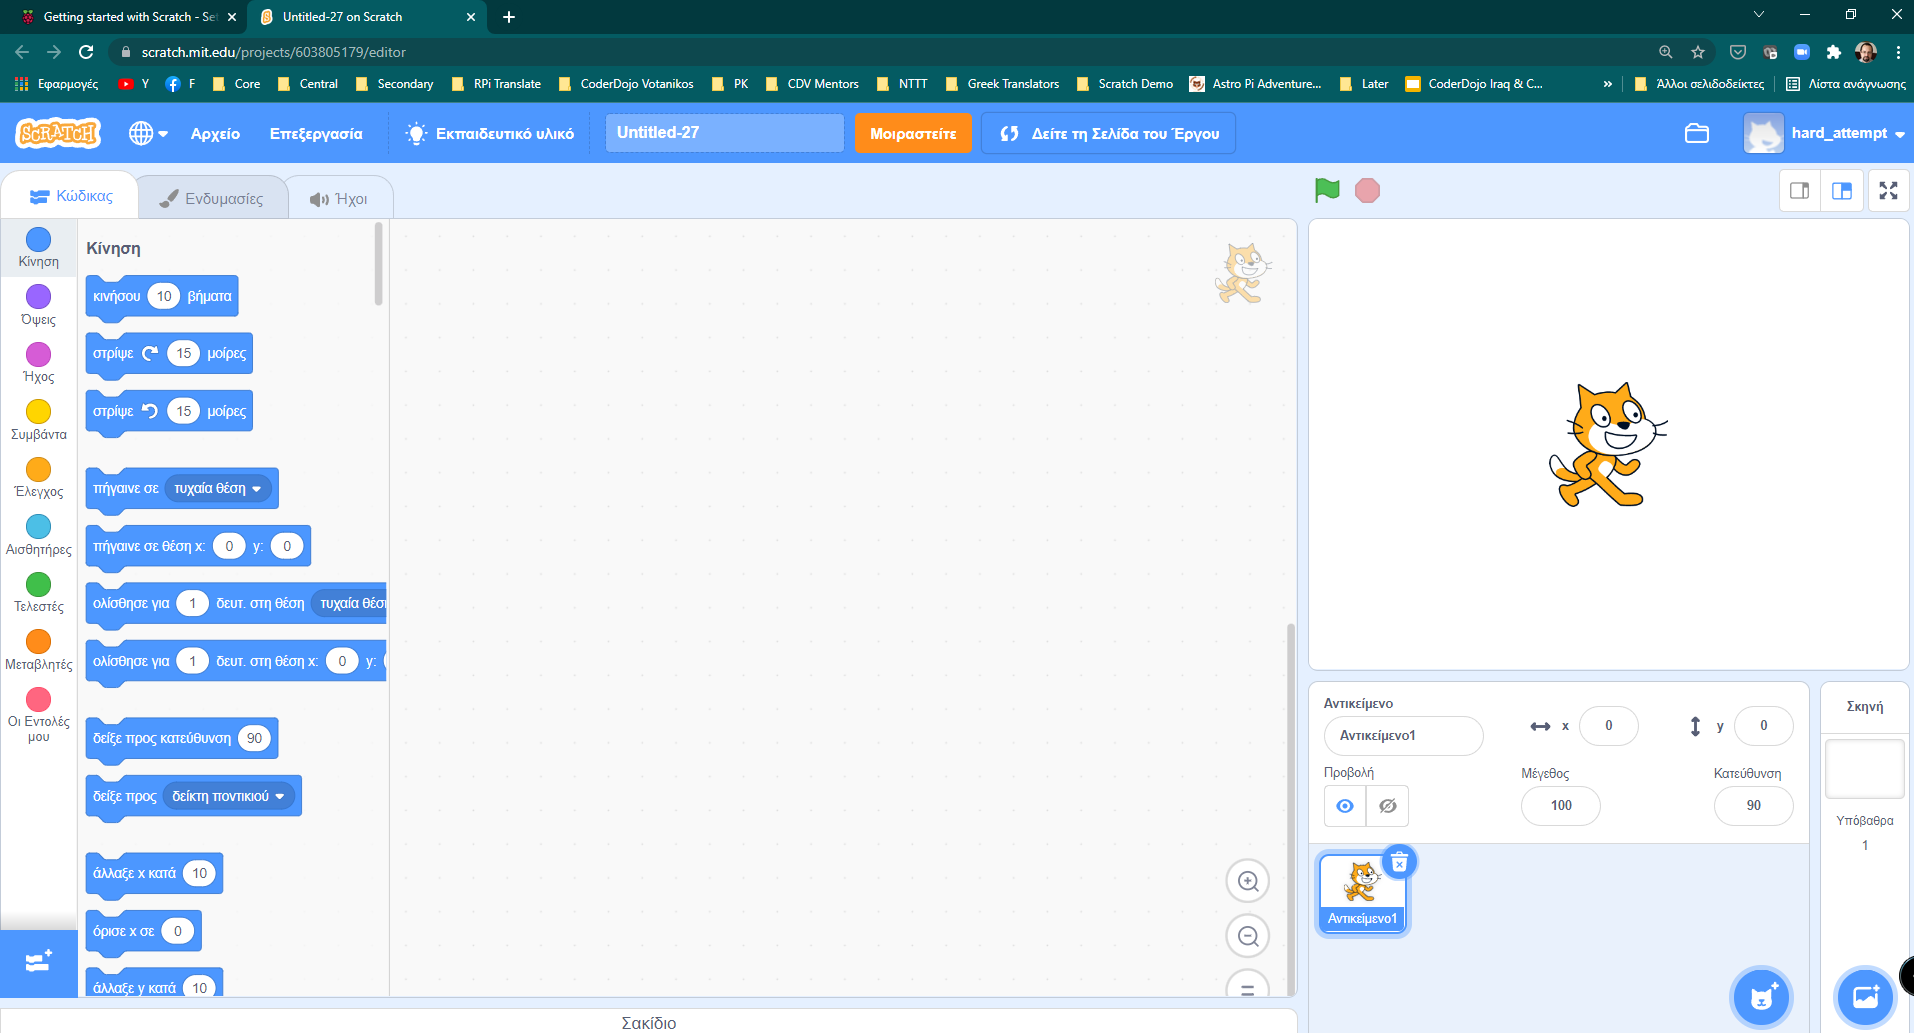 Getting started with Scratch - Set
Untitled-27 on Scratch
scratch.mit.edu/projects/603805179/editor
Εφαρμογές
Y
F
Core
Central
Secondary
RPi Translate
CoderDojo Votanikos
PK
CDV Mentors
NTTT
Greek Translators
Scratch Demo
Astro Pi Adventure...
Later
CoderDojo Iraq & C...
»
Άλλοι σελιδοδείκτες
Λίστα ανάγνωσης
SCRATCH
Αρχείο
Επεξεργασία
Εκπαιδευτικό υλικό
Untitled-27
Μοιραστείτε
Δείτε τη Σελίδα του Έργου
hard_attempt
Κώδικας
Ενδυμασίες
Ήχοι
Κίνηση
Όψεις
Ήχος
Συμβάντα
Έλεγχος
Αισθητήρες
Τελεστές
Μεταβλητές
Οι Εντολές
μου
Κίνηση
κινήσου 10 βήματα
στρίψε 15 μοίρες
στρίψε 15 μοίρες
πήγαινε σε τυχαία θέση
πήγαινε σε θέση x: 0 y: 0
ολίσθησε για 1 δευτ. στη θέση τυχαία θέσ
ολίσθησε για 1 δευτ. στη θέση x: 0 y:
δείξε προς κατεύθυνση 90
δείξε προς δείκτη ποντικιού
άλλαξε x κατά 10
όρισε x σε 0
άλλαξε y κατά 10
Αντικείμενο
Αντικείμενο1
x 0
y 0
Προβολή
Μέγεθος
100
Κατεύθυνση
90
Αντικείμενο1
Σκηνή
Υπόβαθρα
1
Σακίδιο